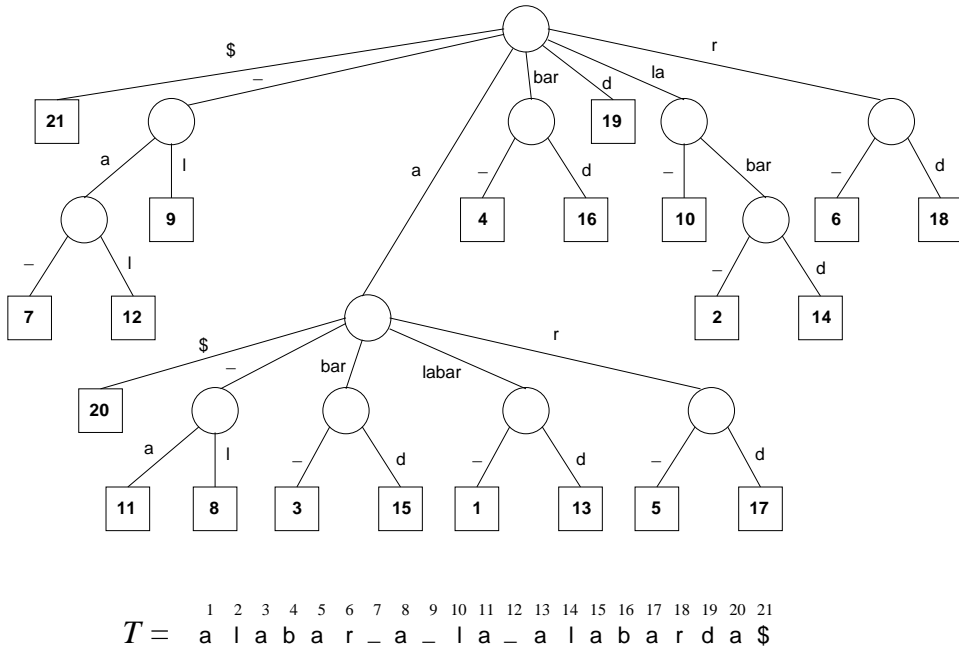 r
$
_
bar
d
la
21
19
a
l
a
_
d
_
bar
_
d
9
4
16
10
6
18
_
l
_
d
7
12
2
14
$
_
bar
labar
r
20
a
l
_
d
_
d
_
d
11
8
3
15
1
13
5
17
1 2 3 4 5 6 7 8 9 10 11 12 13 14 15 16 17 18 19 20 21
T = a l a b a r _ a _ l a _ a l a b a r d a $